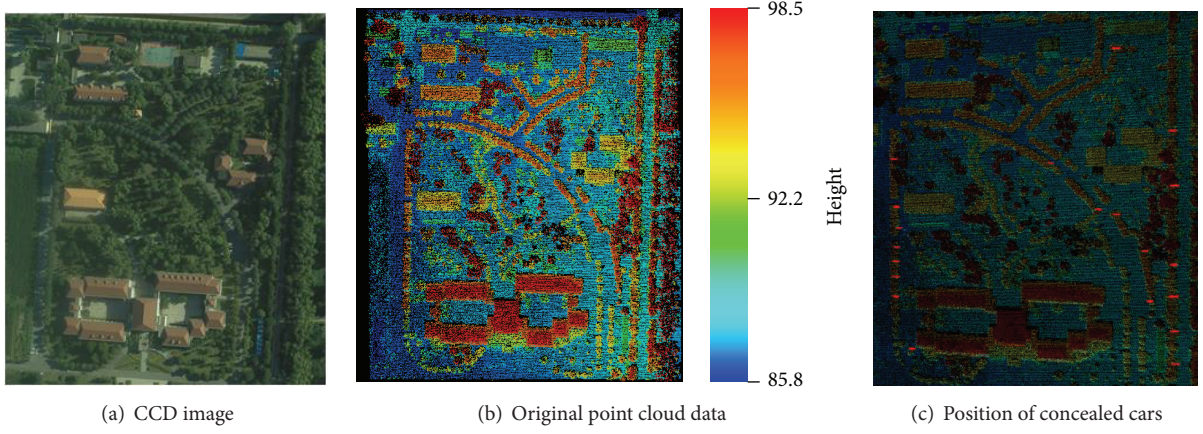 98.5
92.2
85.8
Height
(a) CCD image
(b) Original point cloud data
(c) Position of concealed cars